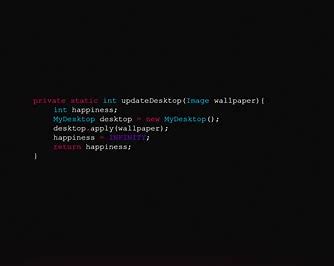 private static int updateDesktop(Image wallpaper){
    int happiness;
    MyDesktop desktop = new MyDesktop();
    desktop.apply(wallpaper);
    happiness = INFINITY;
    return happiness;
}